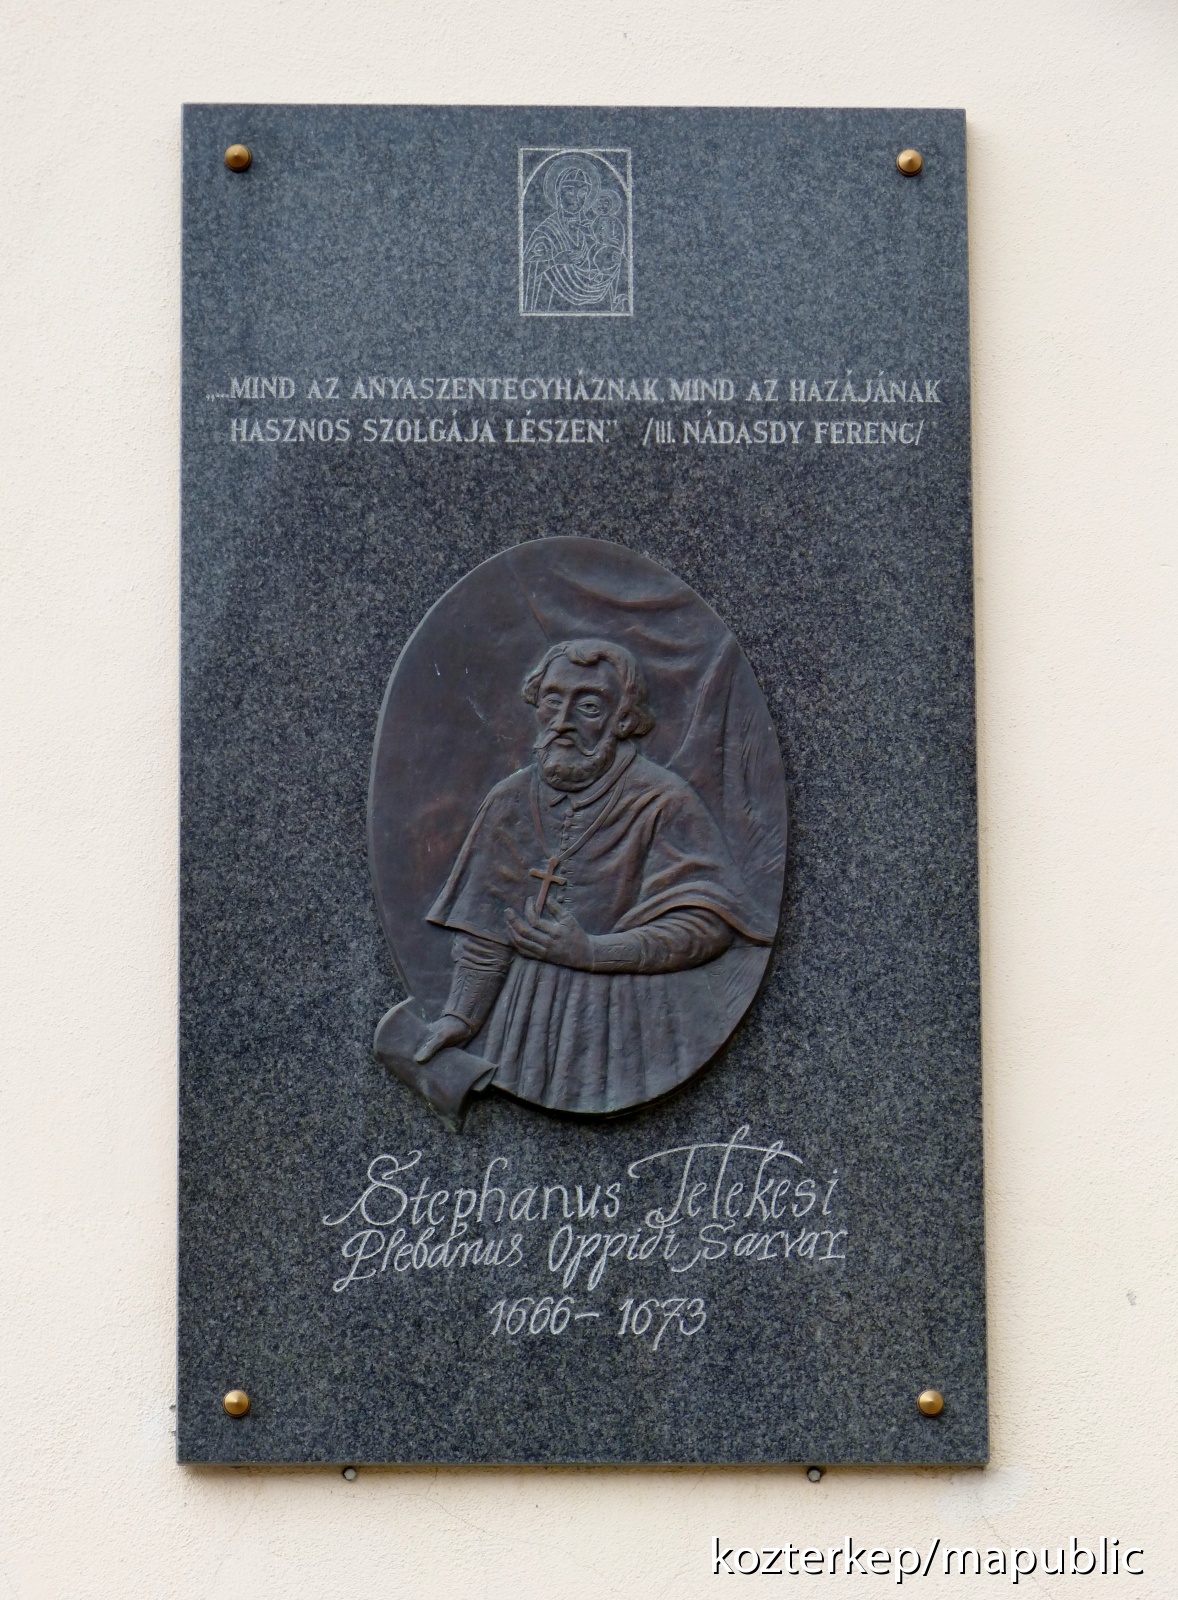 „...MIND AZ ANYASZENTEGYHÁZNAK, MIND AZ HAZÁJÁNAK
HASZNOS SZOLGÁJA LÉSZEN." /III. NÁDASDY FERENC/
Stephanus Telekesi
Plebánus Oppidi Sarvar
1666 – 1673
kozterkep/mapublic